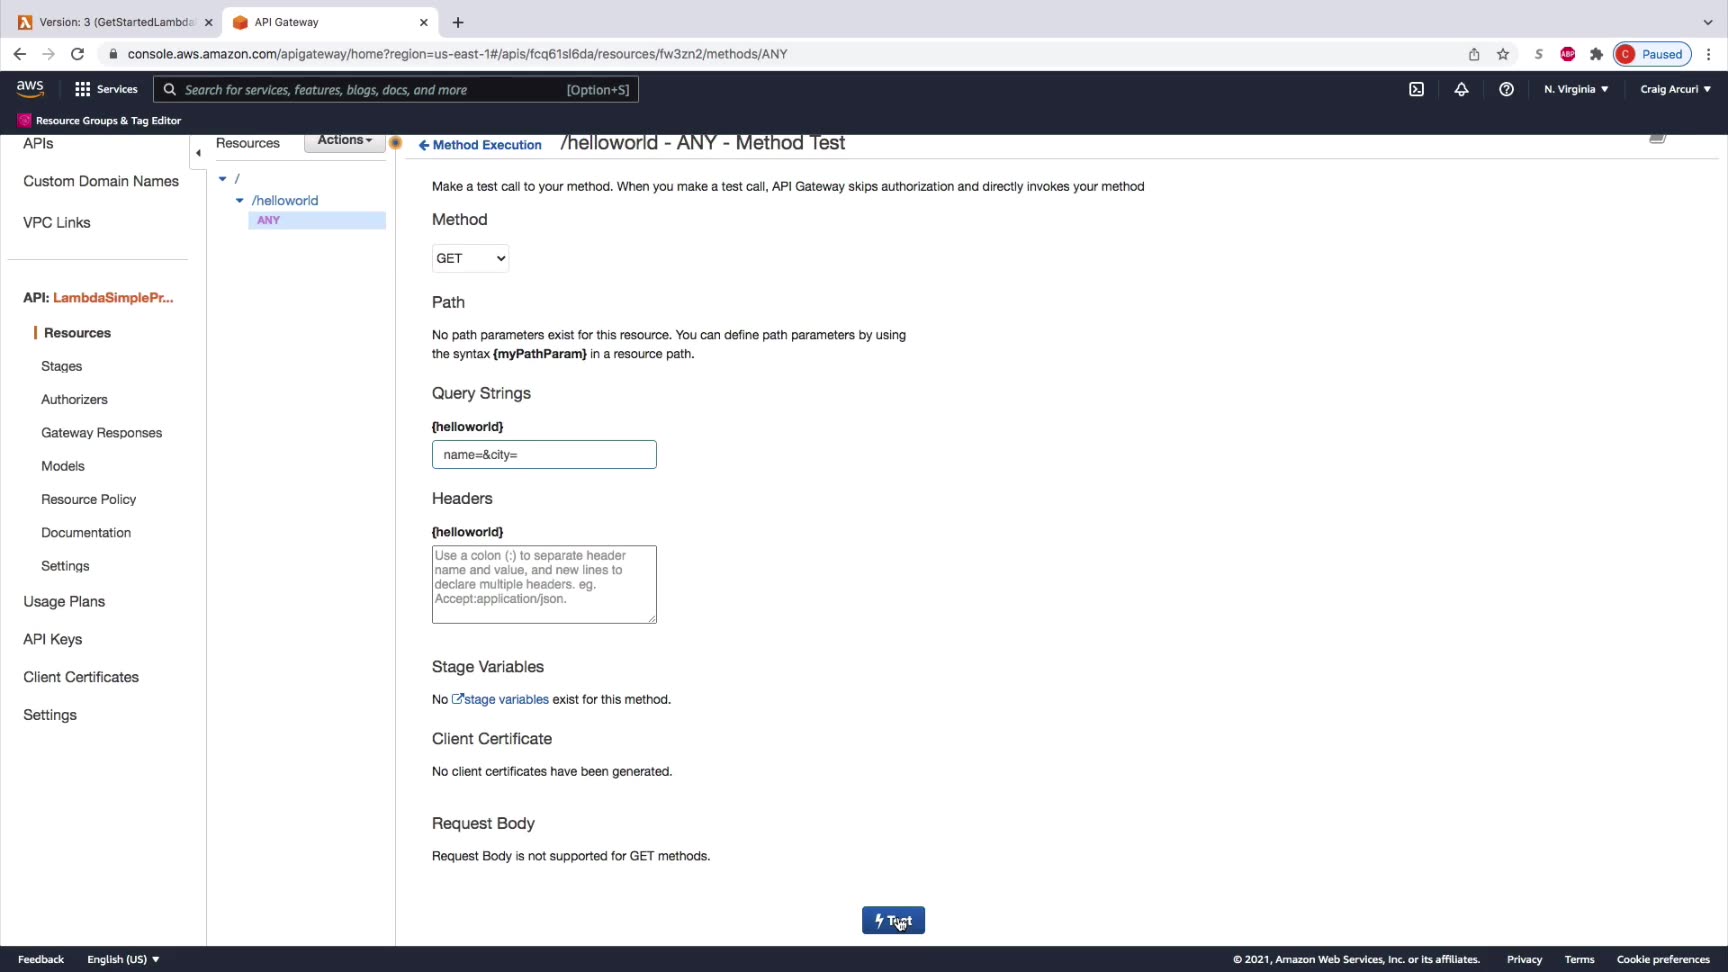 Version: 3 (GetStartedLambda
API Gateway
console.aws.amazon.com/apigateway/home?region=us-east-1#/apis/fcq61sl6da/resources/fw3zn2/methods/ANY
S
ABP
C Paused
aws
Services
Search for services, features, blogs, docs, and more [Option+S]
N. Virginia
Craig Arcuri
Resource Groups & Tag Editor
APIs
Custom Domain Names
VPC Links
API: LambdaSimplePr...
Resources
Stages
Authorizers
Gateway Responses
Models
Resource Policy
Documentation
Settings
Usage Plans
API Keys
Client Certificates
Settings
Resources
Actions
/
/helloworld
ANY
Method Execution /helloworld - ANY - Method Test
Make a test call to your method. When you make a test call, API Gateway skips authorization and directly invokes your method
Method
GET
Path
No path parameters exist for this resource. You can define path parameters by using
the syntax {myPathParam} in a resource path.
Query Strings
{helloworld}
name=&city=
Headers
{helloworld}
Use a colon (:) to separate header
name and value, and new lines to
declare multiple headers. eg.
Accept:application/json.
Stage Variables
No stage variables exist for this method.
Client Certificate
No client certificates have been generated.
Request Body
Request Body is not supported for GET methods.
Test
Feedback
English (US)
© 2021, Amazon Web Services, Inc. or its affiliates.
Privacy
Terms
Cookie preferences